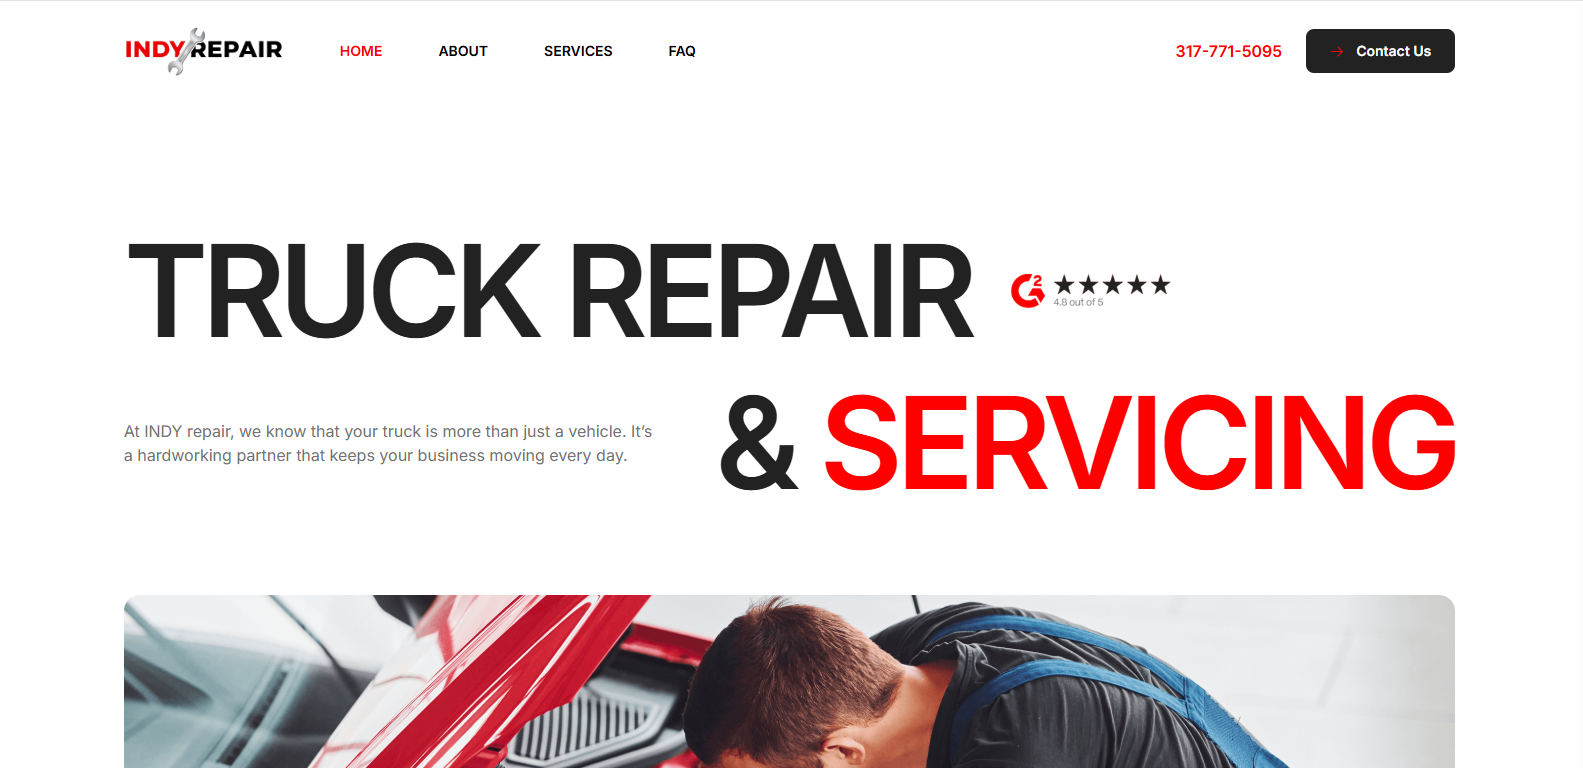 INDY REPAIR
HOME
ABOUT
SERVICES
FAQ
317-771-5095
Contact Us
TRUCK REPAIR
G2
4.8 out of 5
At INDY repair, we know that your truck is more than just a vehicle. It’s
a hardworking partner that keeps your business moving every day.
& SERVICING